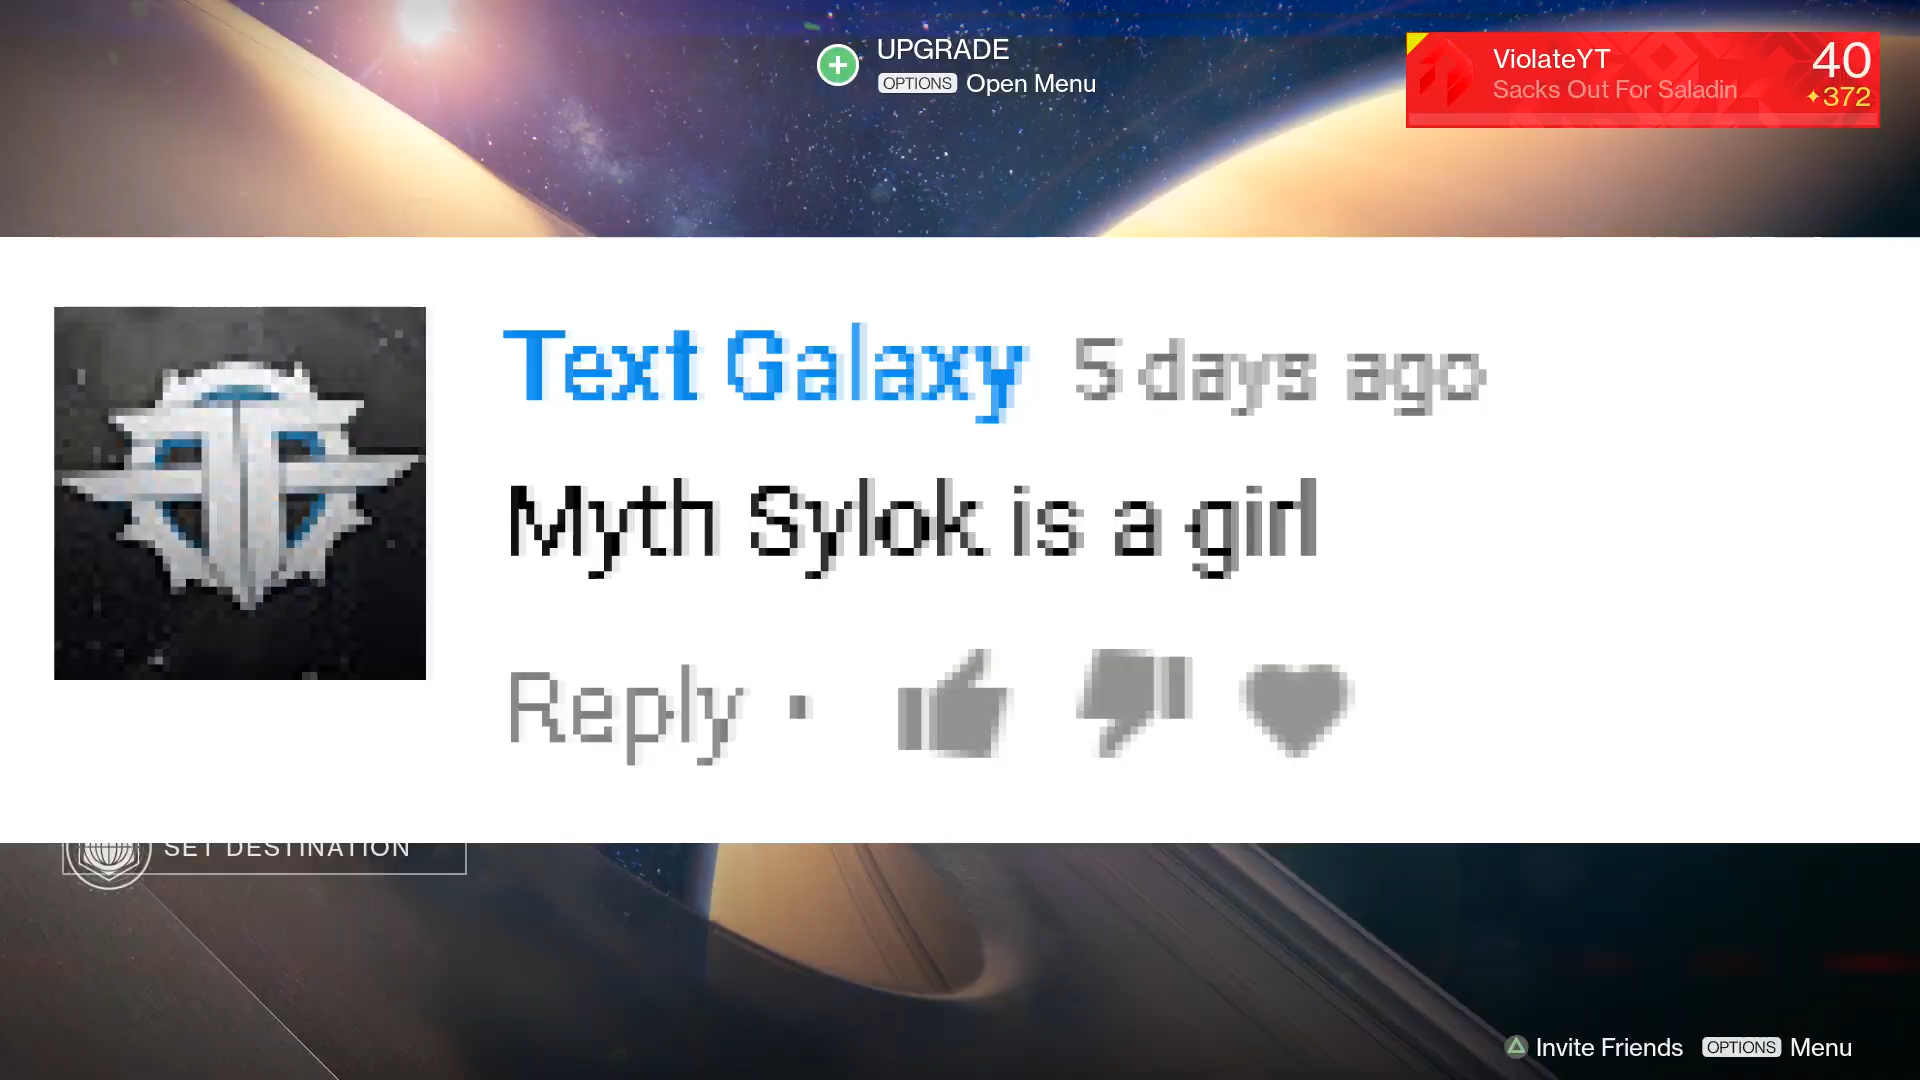 UPGRADE
OPTIONS Open Menu
ViolateYT
Sacks Out For Saladin
40
372
Text Galaxy 5 days ago
Myth Sylok is a girl
Reply
SET DESTINATION
Invite Friends OPTIONS Menu